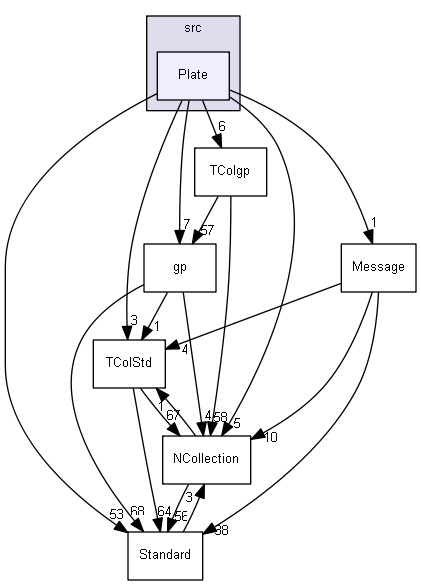 src
Plate
6
TColgp
7
57
1
gp
Message
3
1
4
TColStd
1
67
4
58
5
10
NCollection
3
53
68
64
56
38
Standard